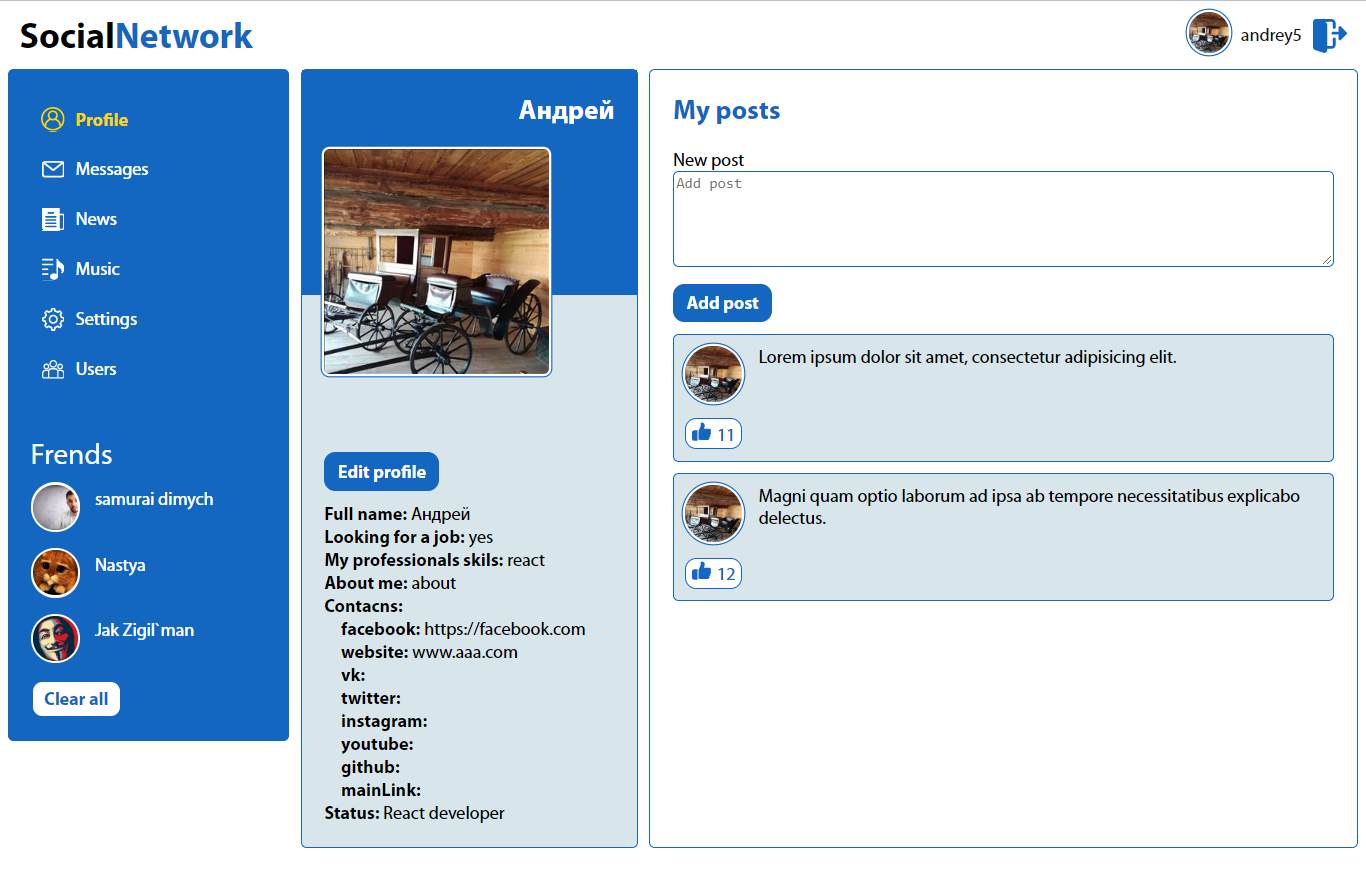 SocialNetwork
andrey5
Profile
Messages
News
Music
Settings
Users
Frends
samurai dimych
Nastya
Jak Zigil`man
Clear all
Андрей
Edit profile
Full name: Андрей
Looking for a job: yes
My professionals skils: react
About me: about
Contacns:
facebook: https://facebook.com
website: www.aaa.com
vk:
twitter:
instagram:
youtube:
github:
mainLink:
Status: React developer
My posts
New post
Add post
Add post
Lorem ipsum dolor sit amet, consectetur adipisicing elit.
11
Magni quam optio laborum ad ipsa ab tempore necessitatibus explicabo
delectus.
12